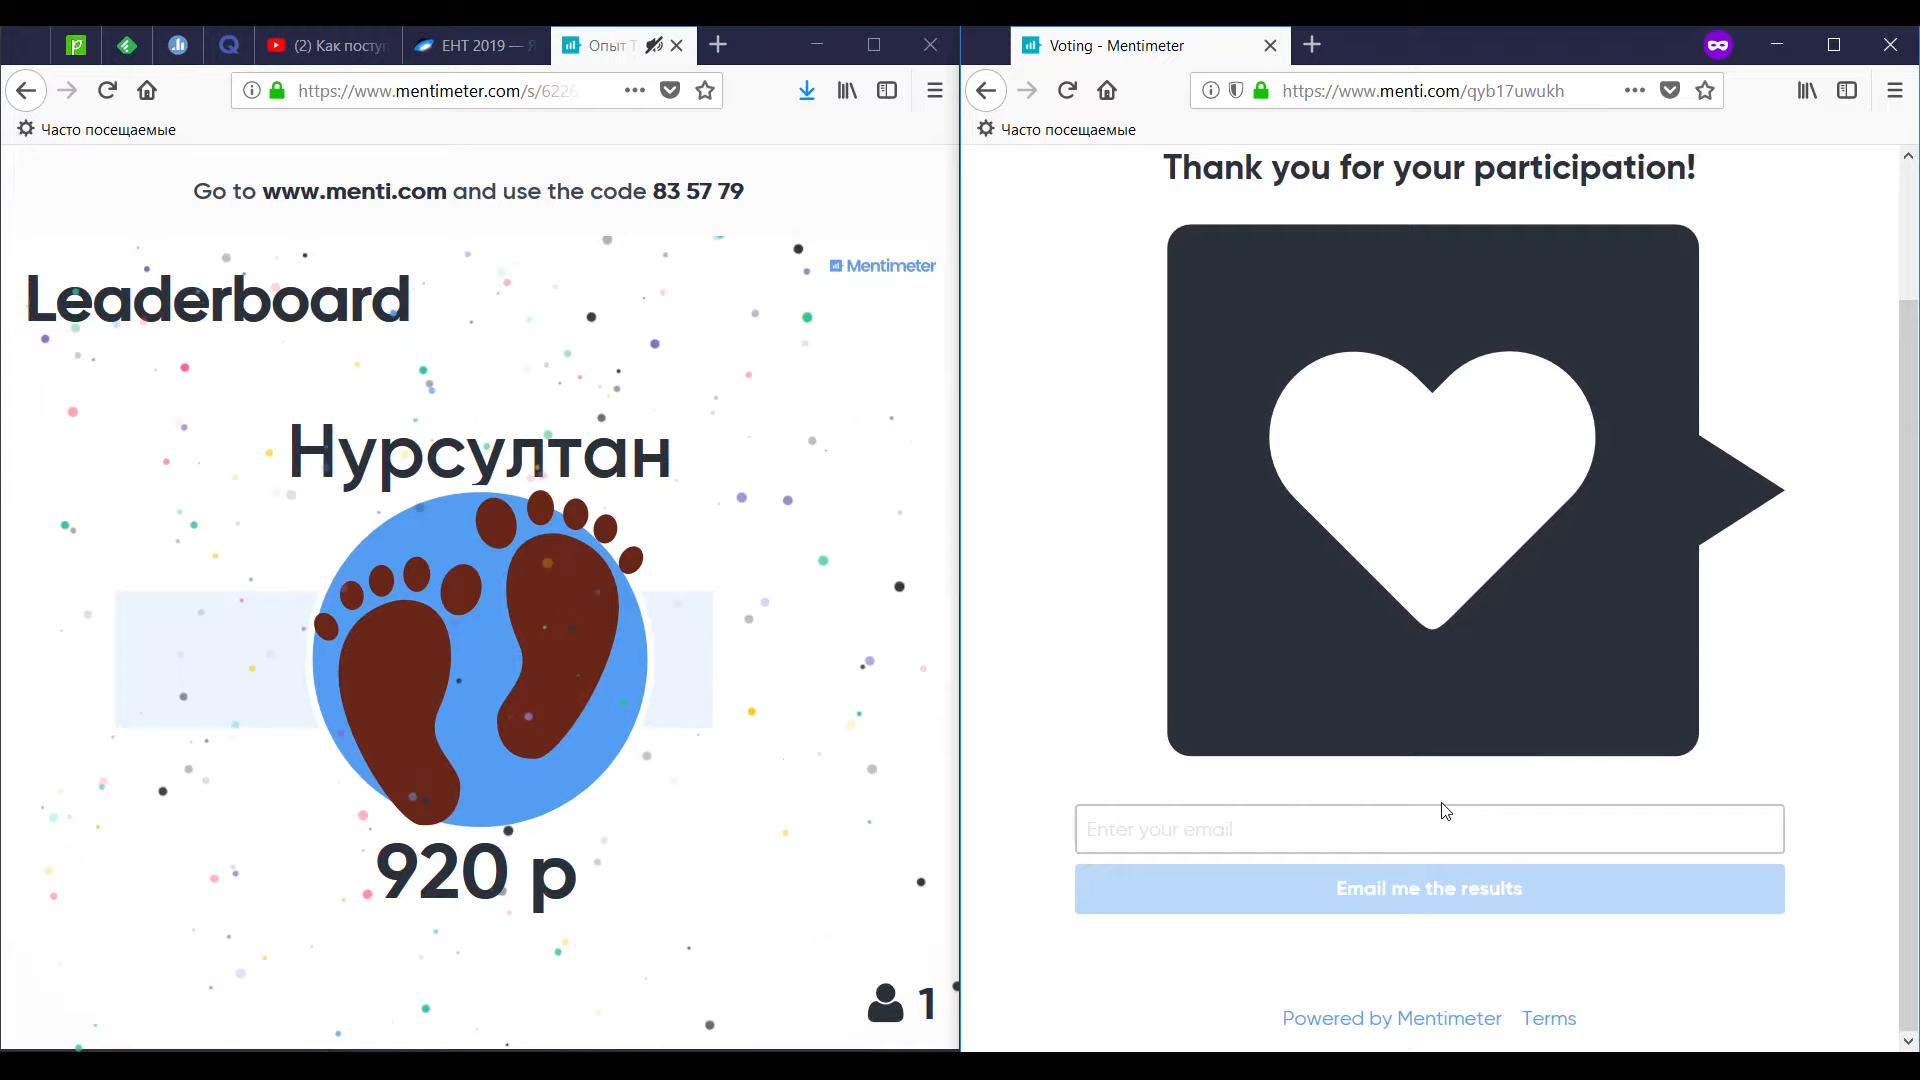 (2) Как посту
ЕНТ 2019 —
Опыт Т
https://www.mentimeter.com/s/6226
Часто посещаемые
Go to www.menti.com and use the code 83 57 79
Mentimeter
Leaderboard
Нурсултан
920 p
1
Voting - Mentimeter
https://www.menti.com/qyb17uwukh
Часто посещаемые
Thank you for your participation!
Enter your email
Email me the results
Powered by Mentimeter Terms